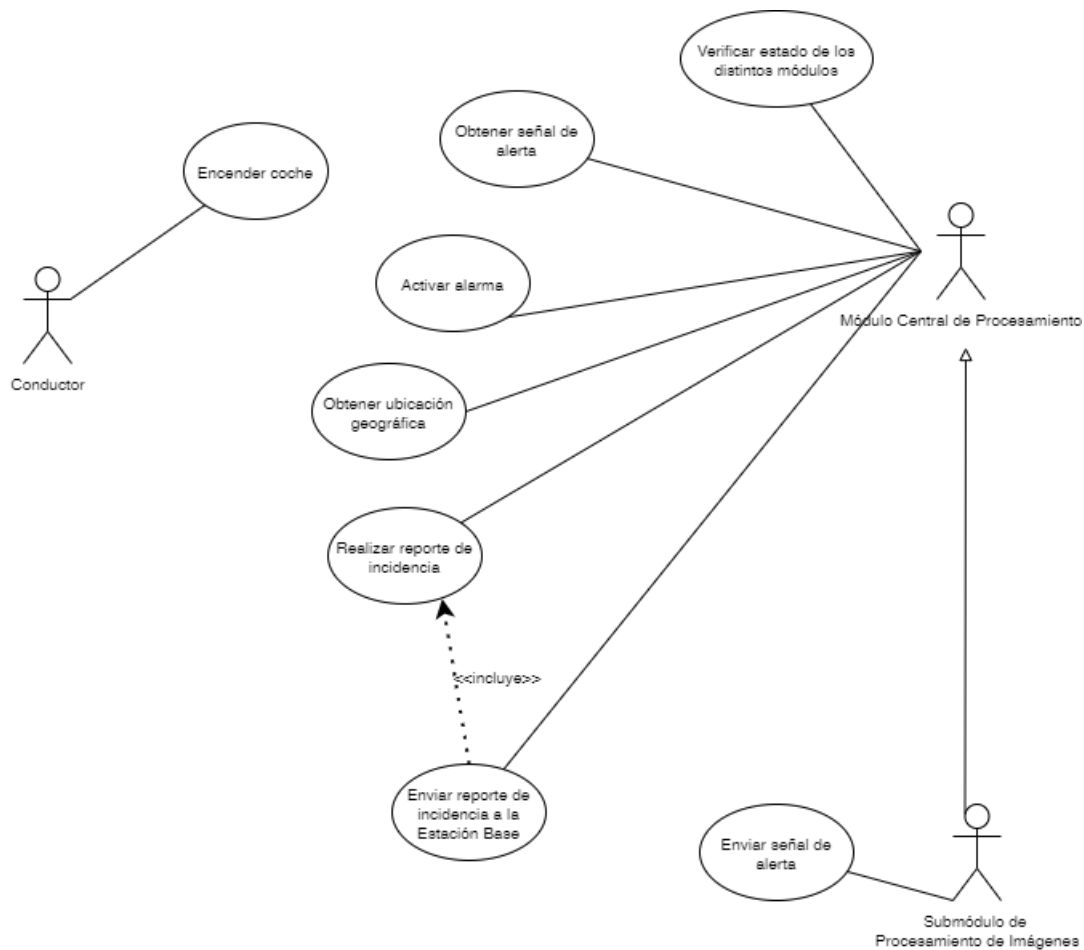 Verificar estado de los
distintos módulos
Obtener señal de
alerta
Encender coche
Activar alarma
Módulo Central de Procesamiento
Conductor
Obtener ubicación
geográfica
Realizar reporte de
incidencia
<<incluye>>
Enviar reporte de
incidencia a la
Estación Base
Enviar señal de
alerta
Submódulo de
Procesamiento de Imágenes